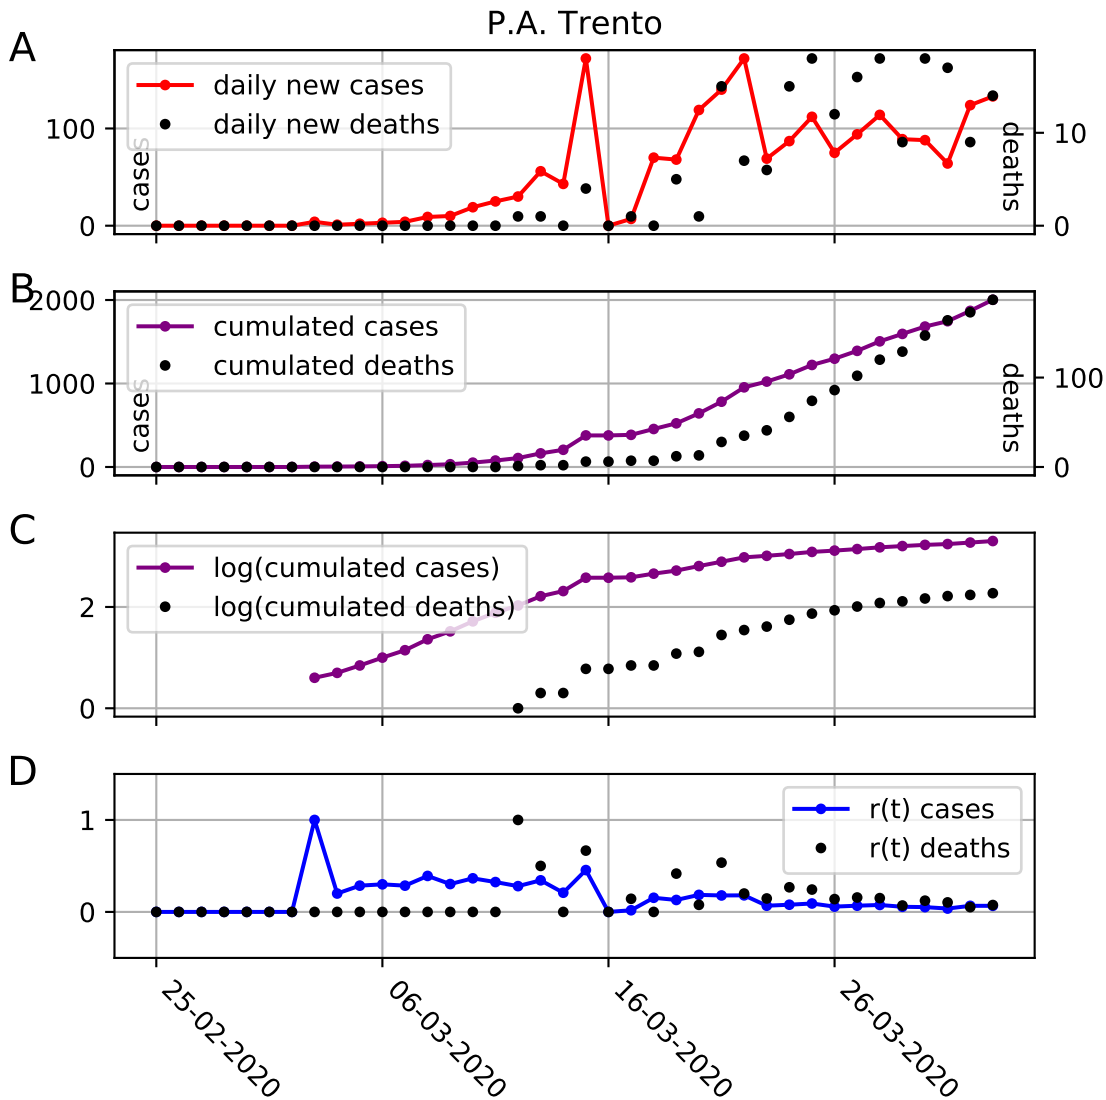 P.A. Trento
A
daily new cases
daily new deaths
100
0
cases
10
0
deaths
B
cumulated cases
cumulated deaths
2000
1000
0
cases
100
0
deaths
C
log(cumulated cases)
log(cumulated deaths)
2
0
D
r(t) cases
r(t) deaths
1
0
25-02-2020
06-03-2020
16-03-2020
26-03-2020